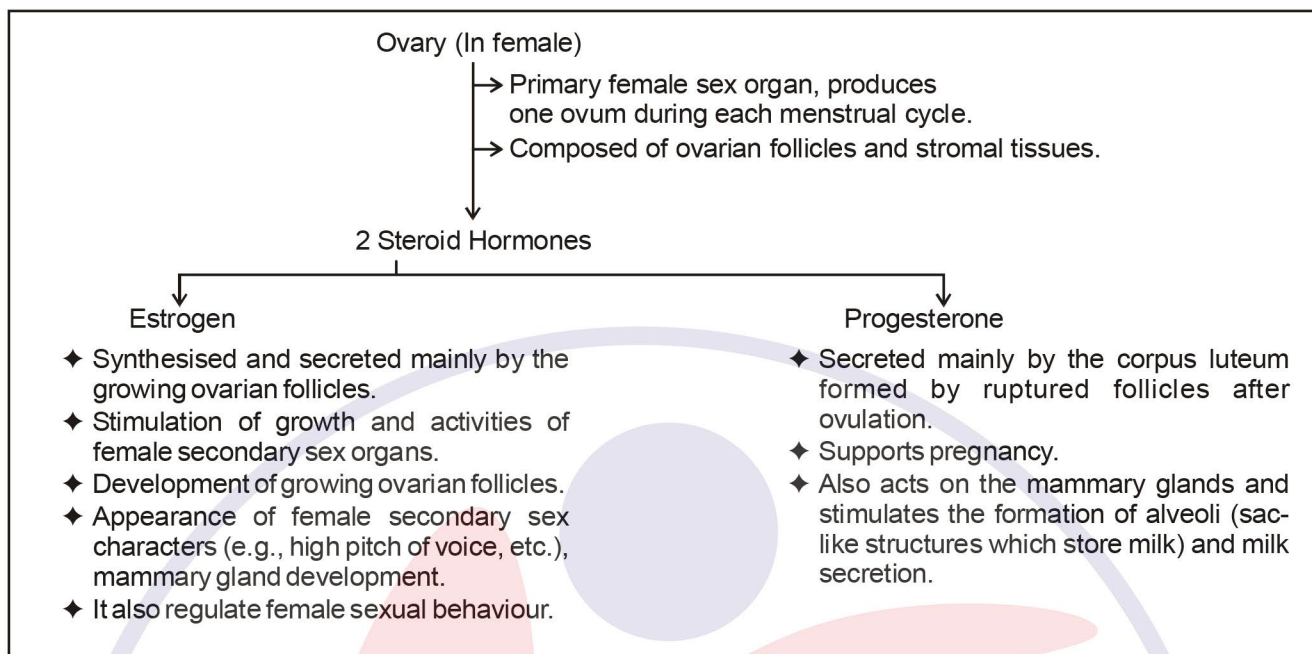 Ovary (In female)
Primary female sex organ, produces
one ovum during each menstrual cycle.
Composed of ovarian follicles and stromal tissues.
2 Steroid Hormones
Estrogen
✦ Synthesised and secreted mainly by the
growing ovarian follicles.
✦ Stimulation of growth and activities of
female secondary sex organs.
✦ Development of growing ovarian follicles.
✦ Appearance of female secondary sex
characters (e.g., high pitch of voice, etc.),
mammary gland development.
✦ It also regulate female sexual behaviour.
Progesterone
✦ Secreted mainly by the corpus luteum
formed by ruptured follicles after
ovulation.
✦ Supports pregnancy.
✦ Also acts on the mammary glands and
stimulates the formation of alveoli (sac-
like structures which store milk) and milk
secretion.